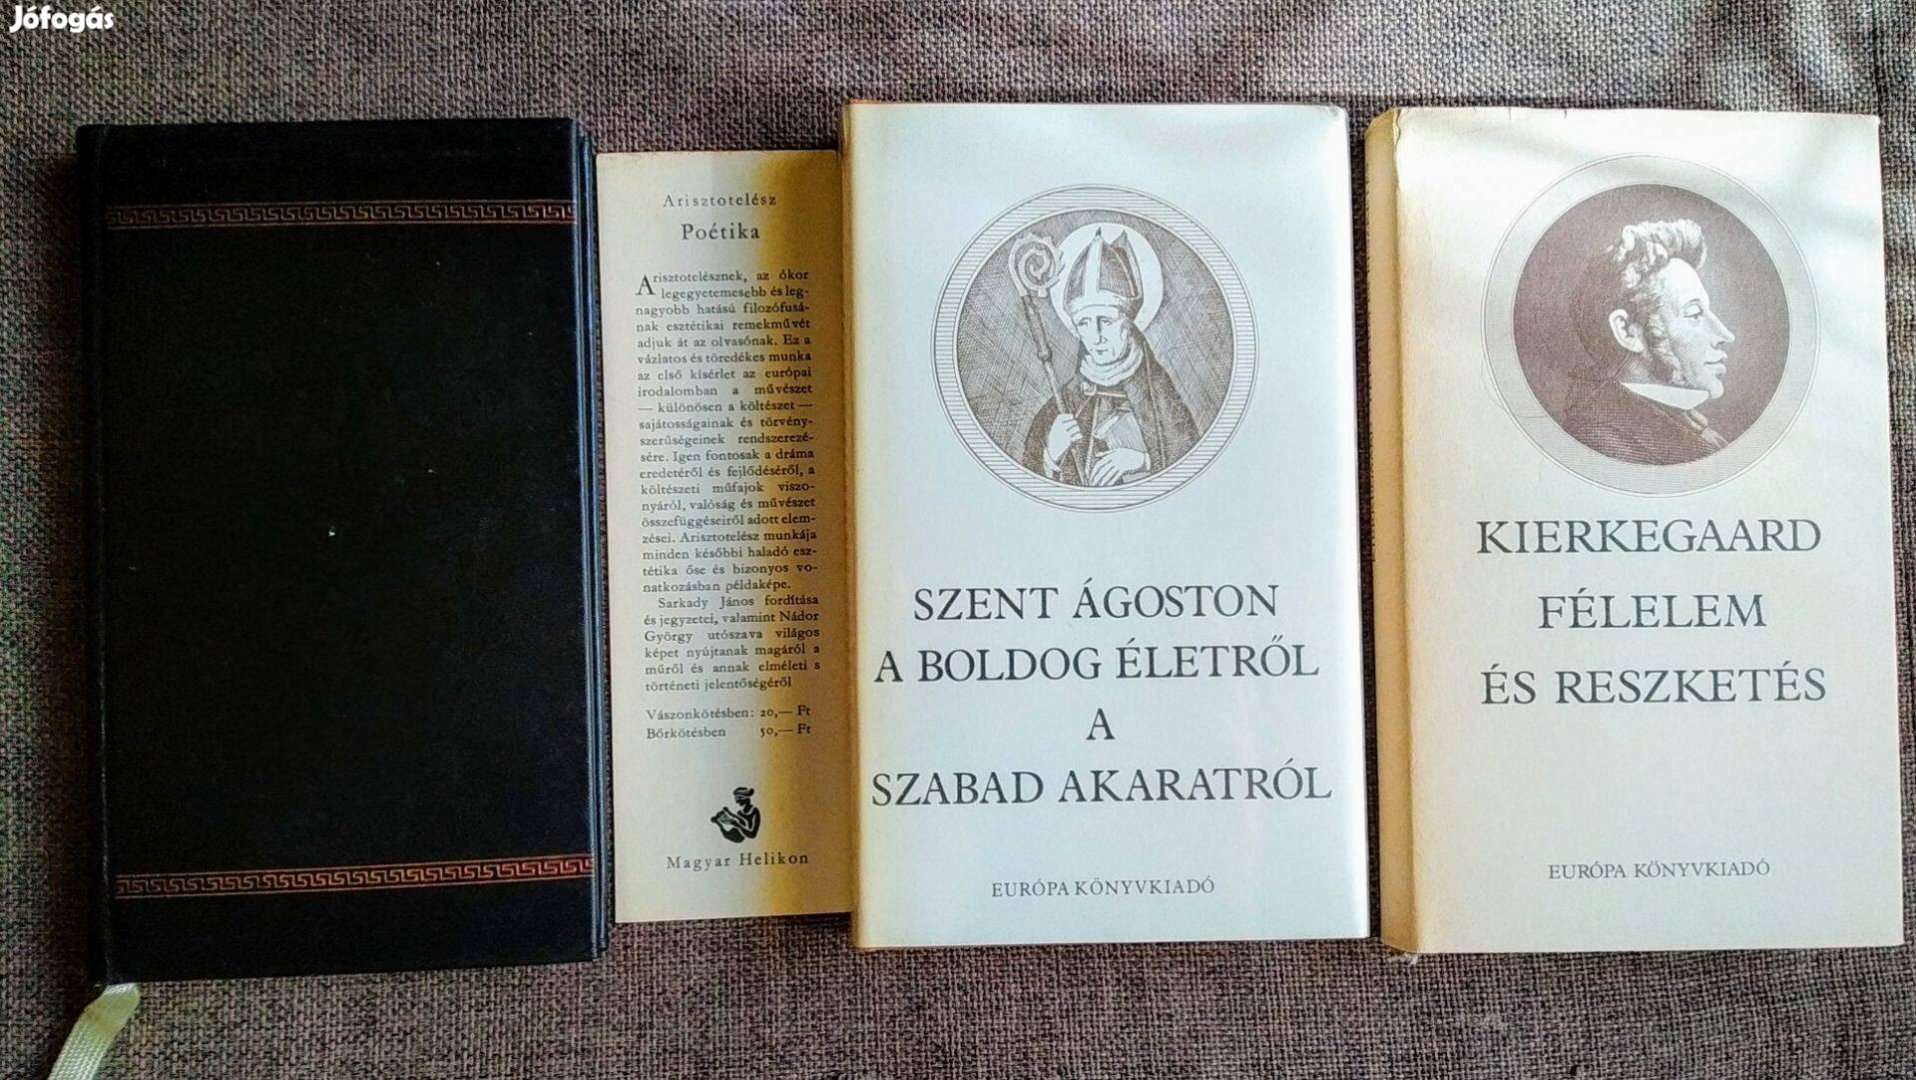 Jófogás
Arisztotelész
Poétika
Arisztotelésznek, az ókor
legegyetemesebb és leg-
nagyobb hatású filozófusá-
nak esztétikai remekművét
adjuk át az olvasónak. Ez a
vázlatos és töredékes munka
az első kísérlet az európai
irodalomban a művészet
— különösen a költészet —
sajátosságainak és törvény-
szerűségeinek rendszerezé-
sére. Igen fontosak a dráma
eredetéről és fejlődéséről, a
költészeti műfajok viszo-
nyáról, valóság és művészet
összefüggéseiről adott elem-
zései. Arisztotelész munkája
minden későbbi haladó esz-
tétika őse és bizonyos vo-
natkozásban példaképe.
Sarkady János fordítása
és jegyzetei, valamint Nádor
György utószava világos
képet nyújtanak magáról a
műről és annak elméleti s
történeti jelentőségéről
Vászonkötésben: 20,— Ft
Bőrkötésben 50,— Ft
Magyar Helikon
SZENT ÁGOSTON
A BOLDOG ÉLETRŐL
A
SZABAD AKARATRÓL
EURÓPA KÖNYVKIADÓ
KIERKEGAARD
FÉLELEM
ÉS RESZKETÉS
EURÓPA KÖNYVKIADÓ